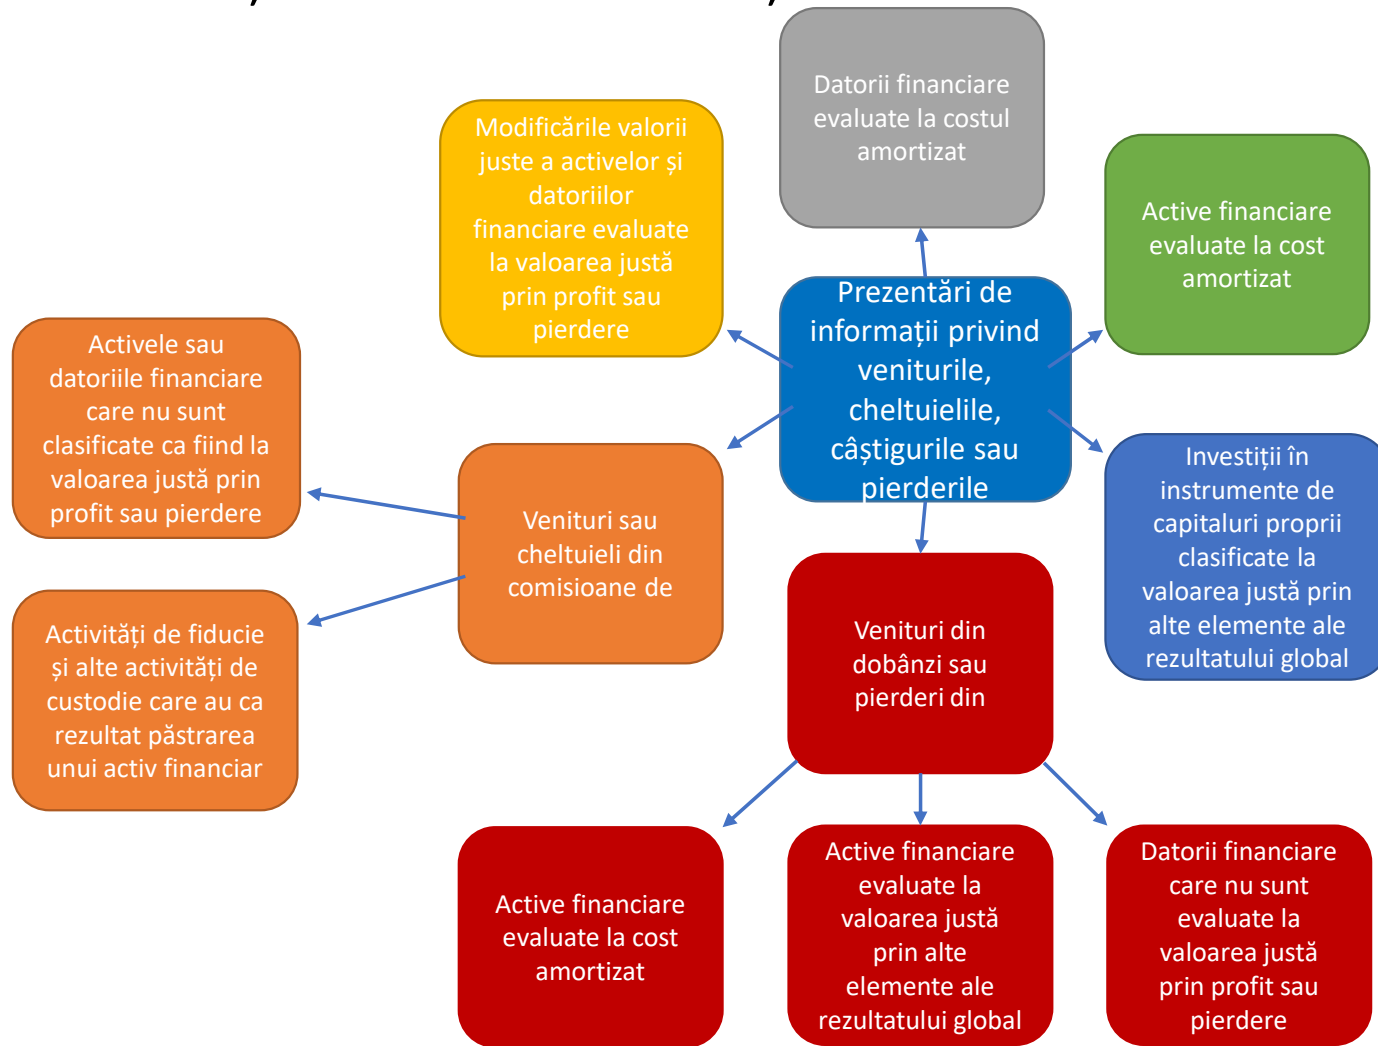 Datorii financiare
evaluate la costul
amortizat
Modificările valorii
juste a activelor și
datoriilor
financiare evaluate
la valoarea justă
prin profit sau
pierdere
Active financiare
evaluate la cost
amortizat
Prezentări de
informații privind
veniturile,
cheltuielile,
câștigurile sau
pierderile
Activele sau
datoriile financiare
care nu sunt
clasificate ca fiind la
valoarea justă prin
profit sau pierdere
Venituri sau
cheltuieli din
comisioane de
Investiții în
instrumente de
capitaluri proprii
clasificate la
valoarea justă prin
alte elemente ale
rezultatului global
Activități de fiducie
și alte activități de
custodie care au ca
rezultat păstrarea
unui activ financiar
Venituri din
dobânzi sau
pierderi din
Active financiare
evaluate la cost
amortizat
Active financiare
evaluate la
valoarea justă
prin alte
elemente ale
rezultatului global
Datorii financiare
care nu sunt
evaluate la
valoarea justă
prin profit sau
pierdere